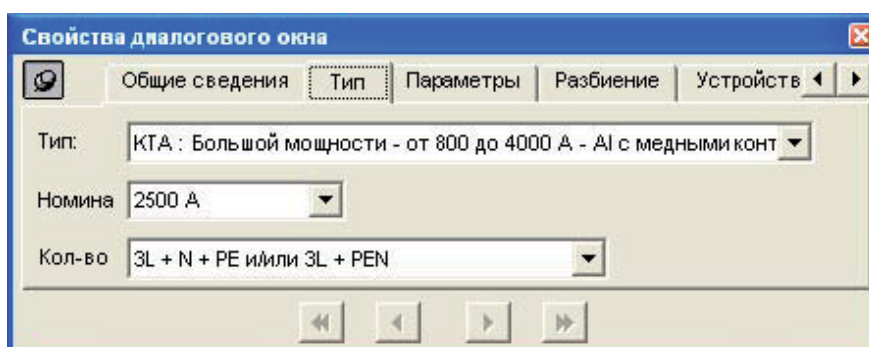 Свойства диалогового окна
Общие сведения Тип Параметры Разбиение Устройств
Тип: КТА : Большой мощности - от 800 до 4000 А - Al с медными конт
Номина 2500 А
Кол-во 3L + N + PE и/или 3L + PEN